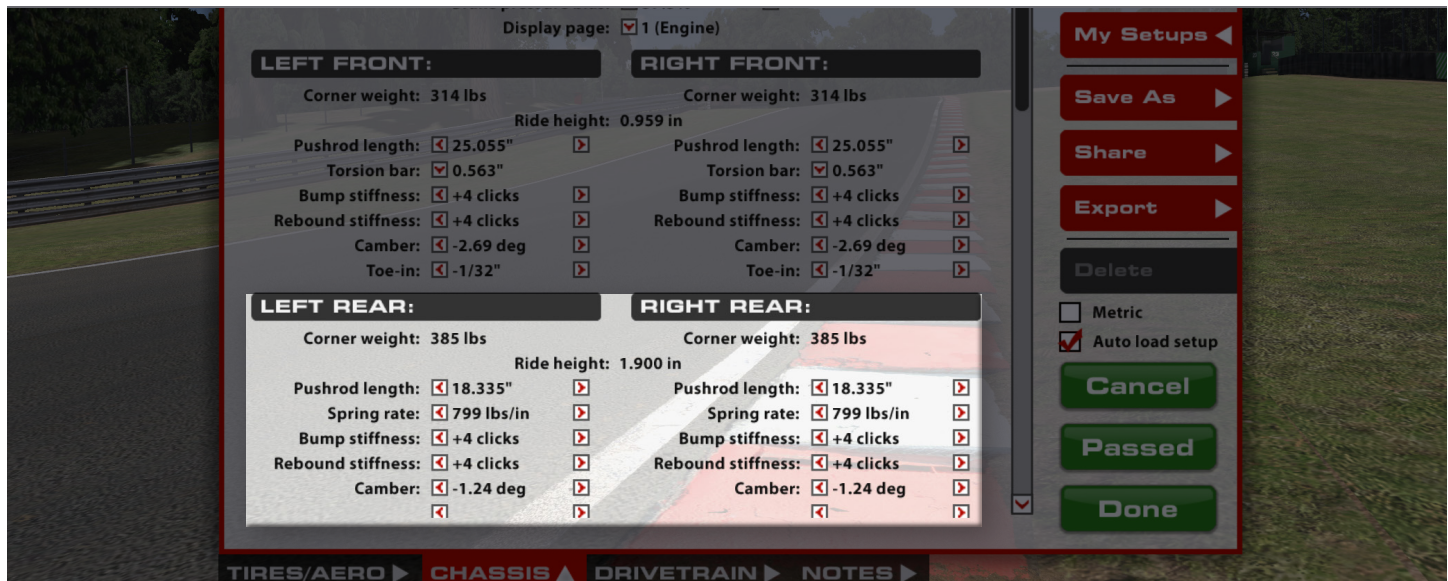 Display page: 1 (Engine)
LEFT FRONT: RIGHT FRONT:
Corner weight: 314 lbs Corner weight: 314 lbs
Ride height: 0.959 in
Pushrod length: 25.055" Pushrod length: 25.055"
Torsion bar: 0.563" Torsion bar: 0.563"
Bump stiffness: +4 clicks Bump stiffness: +4 clicks
Rebound stiffness: +4 clicks Rebound stiffness: +4 clicks
Camber: -2.69 deg Camber: -2.69 deg
Toe-in: -1/32" Toe-in: -1/32"
LEFT REAR: RIGHT REAR:
Corner weight: 385 lbs Corner weight: 385 lbs
Ride height: 1.900 in
Pushrod length: 18.335" Pushrod length: 18.335"
Spring rate: 799 lbs/in Spring rate: 799 lbs/in
Bump stiffness: +4 clicks Bump stiffness: +4 clicks
Rebound stiffness: +4 clicks Rebound stiffness: +4 clicks
Camber: -1.24 deg Camber: -1.24 deg
My Setups
Save As
Share
Export
Delete
Metric
Auto load setup
Cancel
Passed
Done
TIRES/AERO CHASSIS DRIVETRAIN NOTES